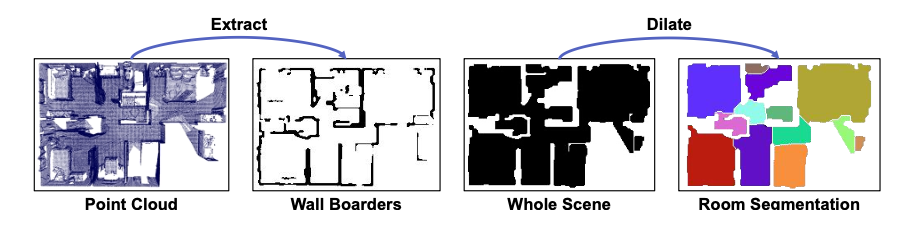 Extract
Dilate
Point Cloud
Wall Boarders
Whole Scene
Room Segmentation